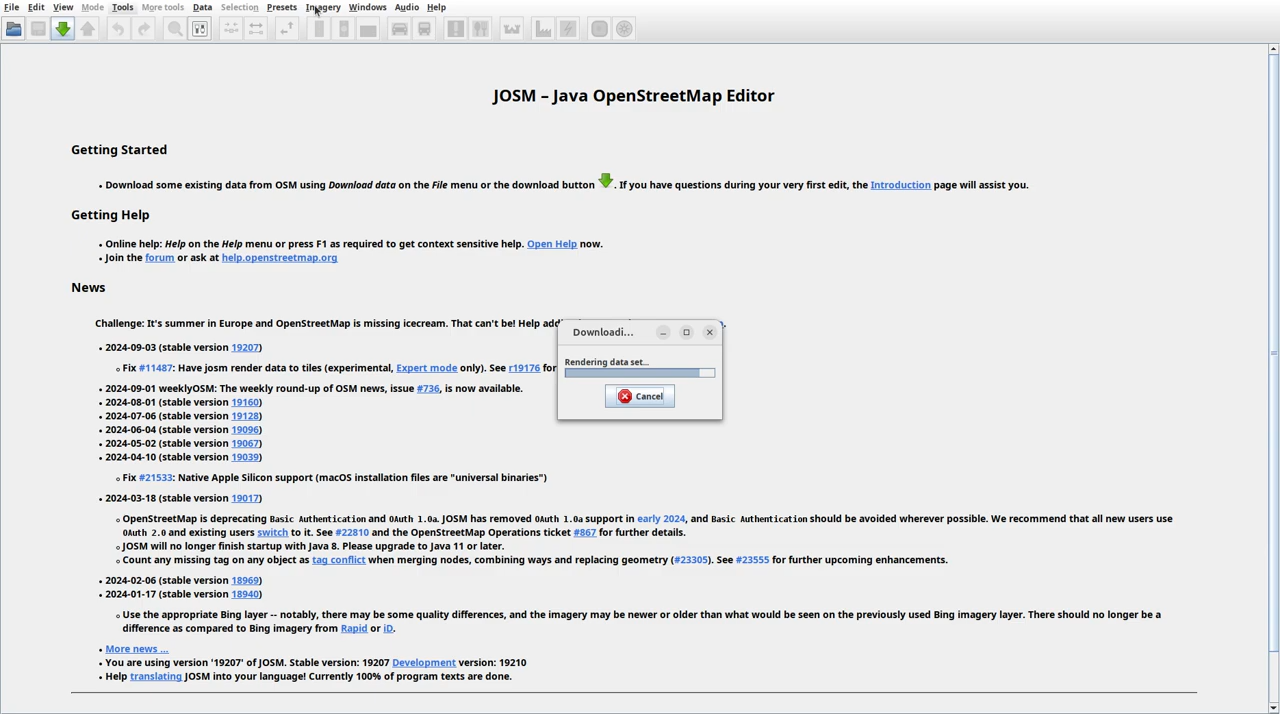 File Edit View Mode Tools More tools Data Selection Presets Imagery Windows Audio Help
JOSM – Java OpenStreetMap Editor
Getting Started
• Download some existing data from OSM using Download data on the File menu or the download button . If you have questions during your very first edit, the Introduction page will assist you.
Getting Help
• Online help: Help on the Help menu or press F1 as required to get context sensitive help. Open Help now.
• Join the forum or ask at help.openstreetmap.org
News
Challenge: It's summer in Europe and OpenStreetMap is missing icecream. That can't be! Help
• 2024-09-03 (stable version 19207)
Fix #11487: Have josm render data to tiles (experimental, Expert mode only). See r19176 for
• 2024-09-01 weeklyOSM: The weekly round-up of OSM news, issue #736, is now available.
• 2024-08-01 (stable version 19160)
• 2024-07-06 (stable version 19128)
• 2024-06-04 (stable version 19096)
• 2024-05-02 (stable version 19067)
• 2024-04-10 (stable version 19039)
Fix #21533: Native Apple Silicon support (macOS installation files are "universal binaries")
• 2024-03-18 (stable version 19017)
OpenStreetMap is deprecating Basic Authentication and OAuth 1.0a. JOSM has removed OAuth 1.0a support in early 2024, and Basic Authentication should be avoided wherever possible. We recommend that all new users use
OAuth 2.0 and existing users switch to it. See #22810 and the OpenStreetMap Operations ticket #867 for further details.
JOSM will no longer finish startup with Java 8. Please upgrade to Java 11 or later.
Count any missing tag on any object as tag conflict when merging nodes, combining ways and replacing geometry (#23305). See #23555 for further upcoming enhancements.
• 2024-02-06 (stable version 18969)
• 2024-01-17 (stable version 18940)
Use the appropriate Bing layer -- notably, there may be some quality differences, and the imagery may be newer or older than what would be seen on the previously used Bing imagery layer. There should no longer be a
difference as compared to Bing imagery from Rapid or iD.
• More news ...
• You are using version '19207' of JOSM. Stable version: 19207 Development version: 19210
• Help translating JOSM into your language! Currently 100% of program texts are done.
Downloadi...
Rendering data set...
Cancel